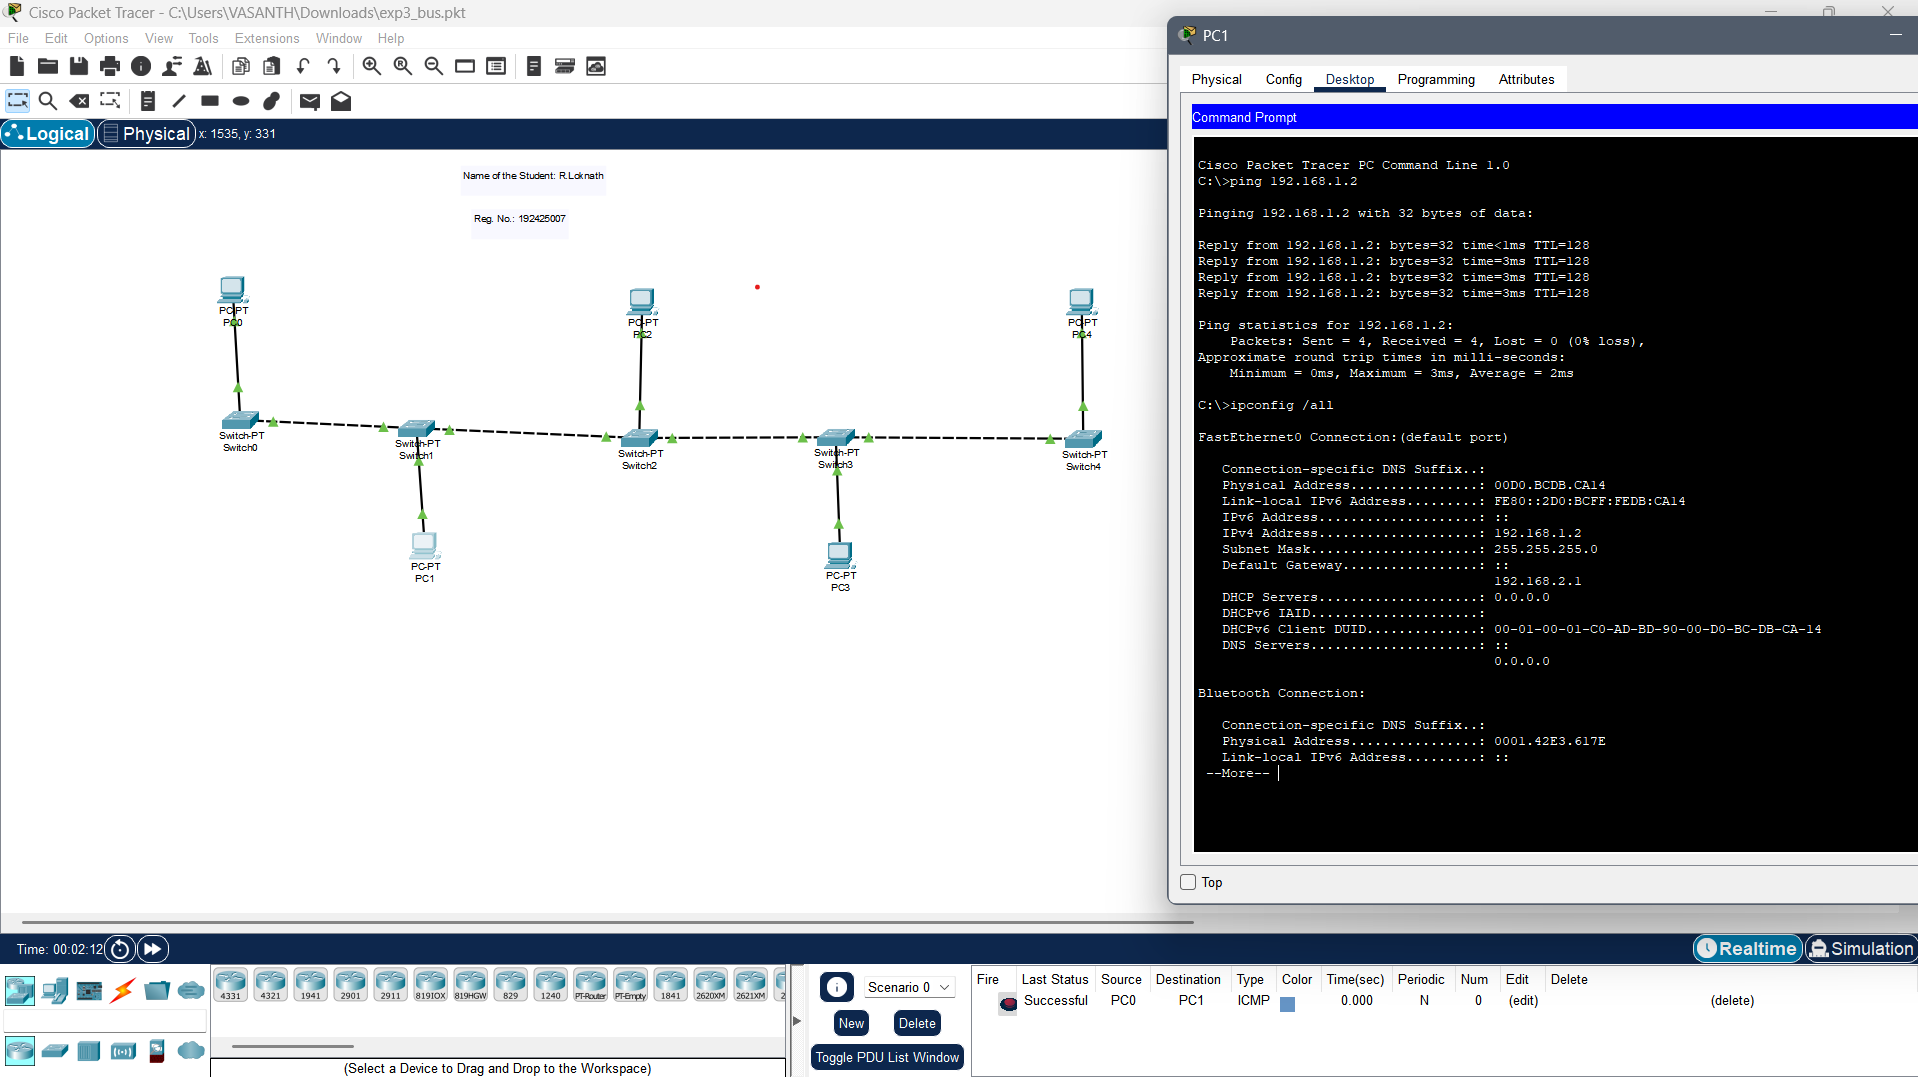 Cisco Packet Tracer - C:\Users\VASANTH\Downloads\exp3_bus.pkt
File Edit Options View Tools Extensions Window Help
Logical Physical x: 1535, y: 331
Name of the Student: R.Loknath
Reg. No.: 192425007
PC-PT
PC0
PC-PT
PC2
PC-PT
PC4
Switch-PT
Switch0
Switch-PT
Switch1
Switch-PT
Switch2
Switch-PT
Switch3
Switch-PT
Switch4
PC-PT
PC1
PC-PT
PC3
PC1
Physical Config Desktop Programming Attributes
Command Prompt
Cisco Packet Tracer PC Command Line 1.0
C:\>ping 192.168.1.2
Pinging 192.168.1.2 with 32 bytes of data:
Reply from 192.168.1.2: bytes=32 time<1ms TTL=128
Reply from 192.168.1.2: bytes=32 time=3ms TTL=128
Reply from 192.168.1.2: bytes=32 time=3ms TTL=128
Reply from 192.168.1.2: bytes=32 time=3ms TTL=128
Ping statistics for 192.168.1.2:
Packets: Sent = 4, Received = 4, Lost = 0 (0% loss),
Approximate round trip times in milli-seconds:
Minimum = 0ms, Maximum = 3ms, Average = 2ms
C:\>ipconfig /all
FastEthernet0 Connection:(default port)
Connection-specific DNS Suffix..:
Physical Address................: 00D0.BCDB.CA14
Link-local IPv6 Address.........: FE80::2D0:BCFF:FEDB:CA14
IPv6 Address....................: ::
IPv4 Address....................: 192.168.1.2
Subnet Mask.....................: 255.255.255.0
Default Gateway.................: ::
192.168.2.1
DHCP Servers....................: 0.0.0.0
DHCPv6 IAID.....................:
DHCPv6 Client DUID..............: 00-01-00-01-C0-AD-BD-90-00-D0-BC-DB-CA-14
DNS Servers.....................: ::
0.0.0.0
Bluetooth Connection:
Connection-specific DNS Suffix..:
Physical Address................: 0001.42E3.617E
Link-local IPv6 Address.........: ::
--More--
Top
Time: 00:02:12
Realtime Simulation
4331 4321 1941 2901 2911 819IOX 819HGW 829 1240 PT-Router PT-Empty 1841 2620XM 2621XM 2
(Select a Device to Drag and Drop to the Workspace)
Scenario 0
New Delete
Toggle PDU List Window
Fire Last Status Source Destination Type Color Time(sec) Periodic Num Edit Delete
Successful PC0 PC1 ICMP 0.000 N 0 (edit) (delete)